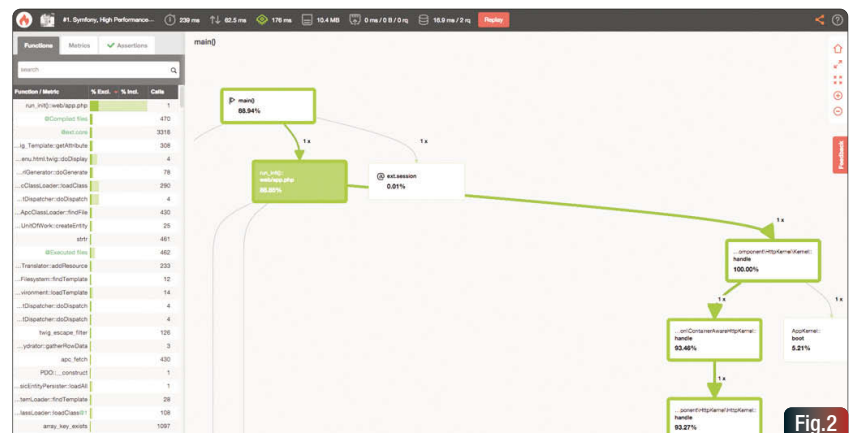 #1. Symfony, High Performance... 239 ms 62.5 ms 176 ms 10.4 MB 0 ms / 0 B / 0 rq 16.9 ms / 2 rq Replay
Functions Metrics Assertions
search
Function / Metric % Excl. % Incl. Calls
run_init()::web/app.php 1
@Compiled files 470
@ext.core 3318
...ig_Template::getAttribute 308
...enu.html.twig::doDisplay 4
...rlGenerator::doGenerate 78
...cClassLoader::loadClass 290
...tDispatcher::doDispatch 4
...ApcClassLoader::findFile 430
...UnitOfWork::createEntity 25
strtr 461
@Executed files 462
...Translator::addResource 233
...Filesystem::findTemplate 12
...vironment::loadTemplate 14
...tDispatcher::doDispatch 4
...tDispatcher::doDispatch 4
twig_escape_filter 126
...ydrator::gatherRowData 3
apc_fetch 430
PDO::__construct 1
...sicEntityPersister::loadAll 1
...temLoader::findTemplate 28
...lassLoader::loadClass@1 108
array_key_exists 1097
main()
main()
68.94%
1 x
1 x
run_init()::
web/app.php
@ ext.session
0.01%
1 x
...omponent\HttpKernel\Kernel::
handle
100.00%
1 x
1 x
...on\ContainerAwareHttpKernel::
handle
93.46%
AppKernel::
boot
5.21%
1 x
...ponent\HttpKernel\HttpKernel::
handle
93.27%
Feedback
Fig.2